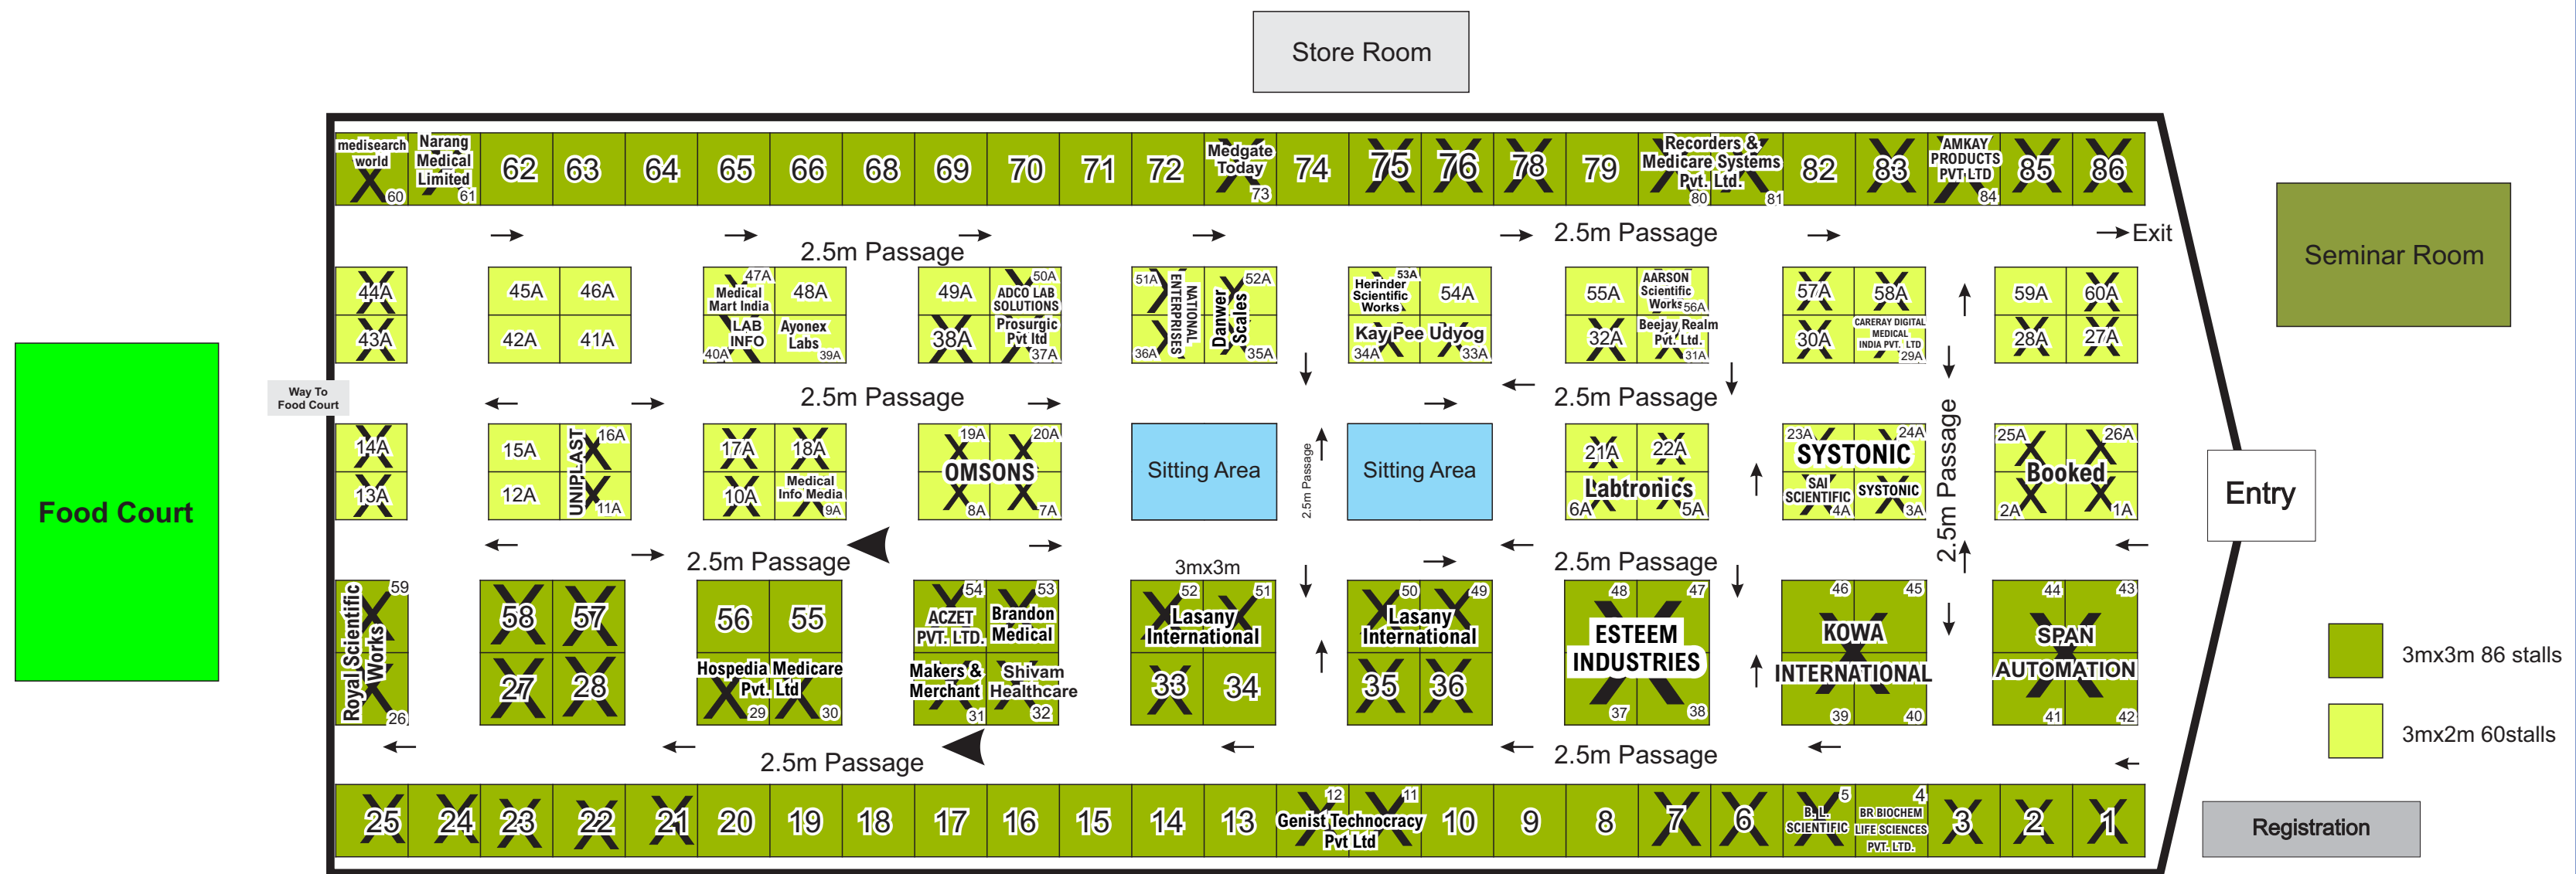 Store Room
medisearch
world
60
Narang
Medical
Limited
61
62
63
64
65
66
68
69
70
71
72
Medgate
Today
73
74
75
76
78
79
Recorders &
Medicare Systems
Pvt. Ltd.
80
81
82
83
AMKAY
PRODUCTS
PVT LTD
84
85
86
2.5m Passage
2.5m Passage
Exit
Seminar Room
44A
43A
45A
46A
42A
41A
47A
Medical
Mart India
48A
LAB
INFO
40A
Ayonex
Labs
39A
49A
50A
ADCO LAB
SOLUTIONS
38A
Prosurgic
Pvt ltd
37A
51A
NATIONAL
ENTERPRISES
36A
52A
Danwer
Scales
35A
53A
Herinder
Scientific
Works
54A
Kay Pee Udyog
34A
33A
55A
AARSON
Scientific
Works
56A
32A
Beejay Realm
Pvt. Ltd.
31A
57A
58A
30A
CARERAY DIGITAL
MEDICAL
INDIA PVT. LTD
29A
59A
60A
28A
27A
Food Court
Way To
Food Court
2.5m Passage
2.5m Passage
2.5m Passage
14A
13A
15A
12A
UNIPLAST
16A
11A
17A
18A
10A
Medical
Info Media
9A
19A
20A
OMSONS
8A
7A
Sitting Area
2.5m Passage
Sitting Area
21A
22A
Labtronics
6A
5A
23A
24A
SYSTONIC
SAI
SCIENTIFIC
4A
SYSTONIC
3A
25A
26A
Booked
2A
1A
Entry
2.5m Passage
3mx3m
2.5m Passage
59
Royal Scientific
Works
26
58
57
27
28
56
55
Hospedia Medicare
Pvt. Ltd
29
30
54
ACZET
PVT. LTD.
53
Brandon
Medical
Makers &
Merchant
31
Shivam
Healthcare
32
52
51
Lasany
International
33
34
50
49
Lasany
International
35
36
48
47
ESTEEM
INDUSTRIES
37
38
46
45
KOWA
INTERNATIONAL
39
40
44
43
SPAN
AUTOMATION
41
42
3mx3m 86 stalls
3mx2m 60stalls
2.5m Passage
2.5m Passage
25
24
23
22
21
20
19
18
17
16
15
14
13
12
11
Genist Technocracy
Pvt Ltd
10
9
8
7
6
5
B. L.
SCIENTIFIC
4
BR BIOCHEM
LIFE SCIENCES
PVT. LTD.
3
2
1
Registration